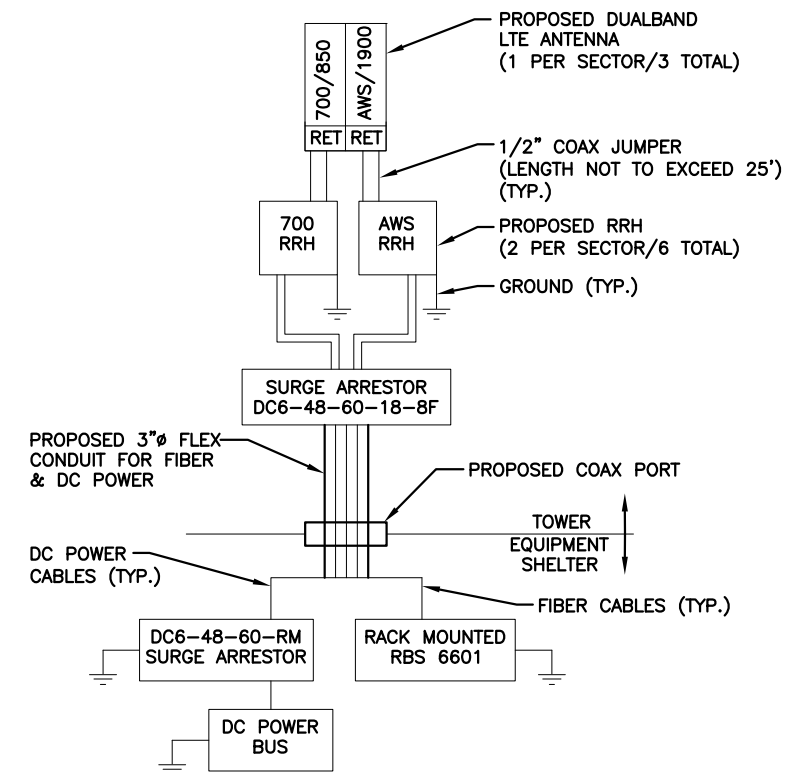 PROPOSED DUALBAND
LTE ANTENNA
(1 PER SECTOR/3 TOTAL)
700/850
AWS/1900
RET
RET
1/2" COAX JUMPER
(LENGTH NOT TO EXCEED 25')
(TYP.)
700
RRH
AWS
RRH
PROPOSED RRH
(2 PER SECTOR/6 TOTAL)
GROUND (TYP.)
SURGE ARRESTOR
DC6-48-60-18-8F
PROPOSED 3"ø FLEX
CONDUIT FOR FIBER
& DC POWER
PROPOSED COAX PORT
TOWER
EQUIPMENT
SHELTER
DC POWER
CABLES (TYP.)
FIBER CABLES (TYP.)
DC6-48-60-RM
SURGE ARRESTOR
RACK MOUNTED
RBS 6601
DC POWER
BUS